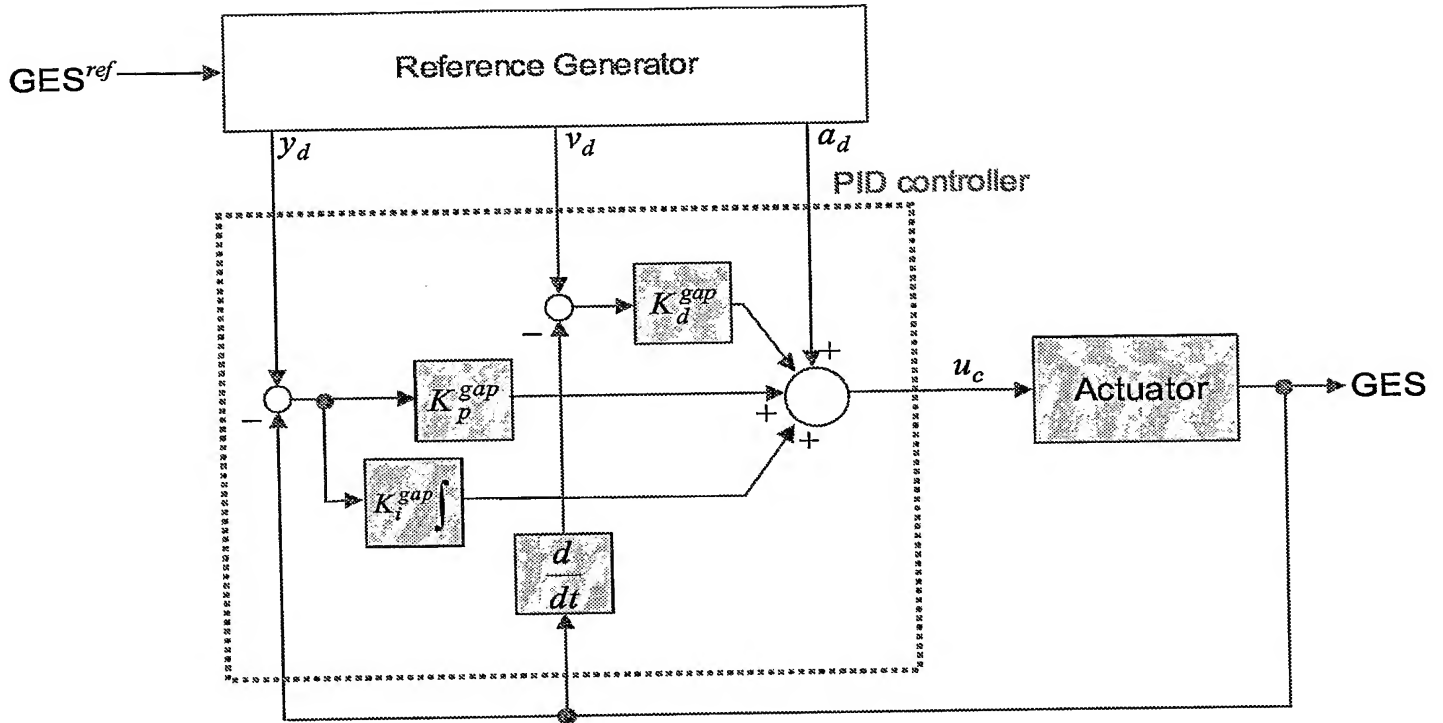 Reference Generator
GES^ref
y_d
v_d
a_d
PID controller
K_d^gap
−
+
u_c
Actuator
GES
K_p^gap
−
+
+
K_i^gap ∫
d
dt